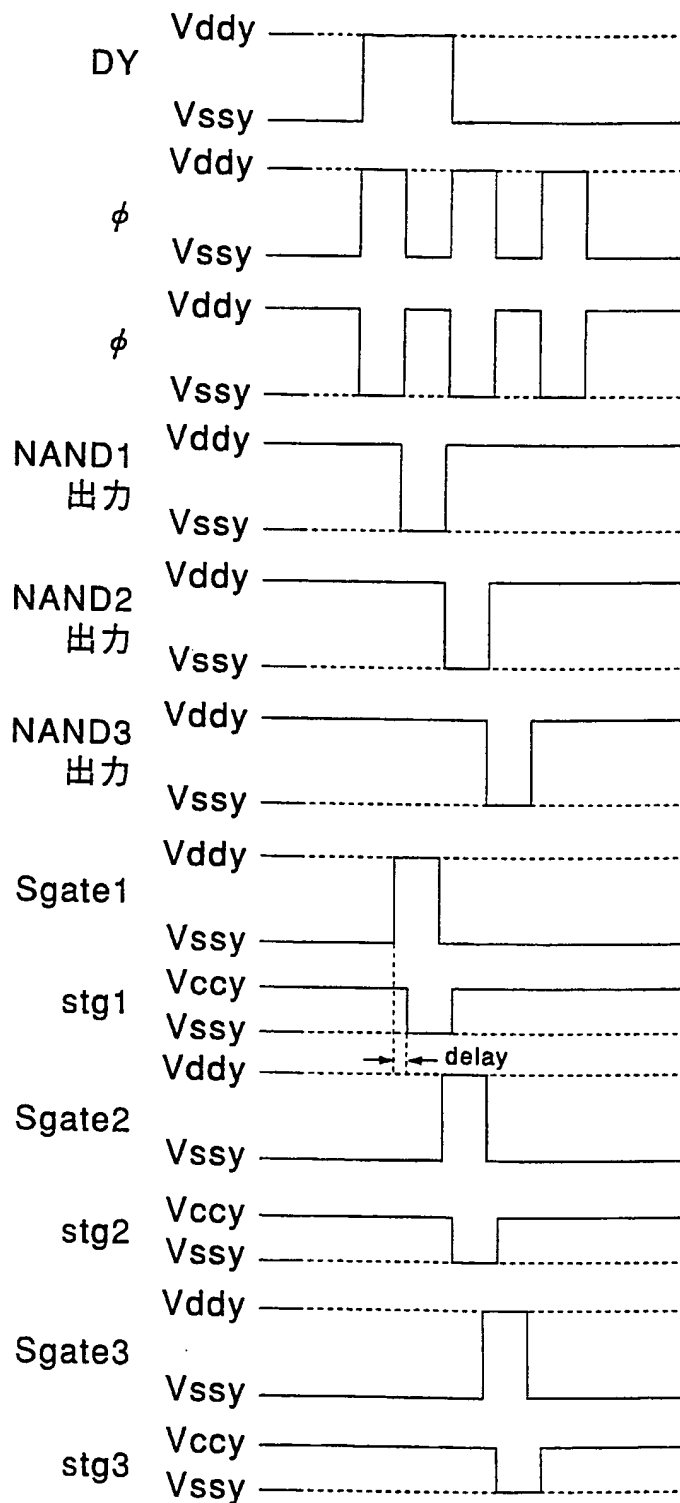 DY
Vddy
Vssy
φ
Vddy
Vssy
φ
Vddy
Vssy
NAND1
出力
Vddy
Vssy
NAND2
出力
Vddy
Vssy
NAND3
出力
Vddy
Vssy
Sgate1
Vddy
Vssy
stg1
Vccy
Vssy
delay
Sgate2
Vddy
Vssy
stg2
Vccy
Vssy
Sgate3
Vddy
Vssy
stg3
Vccy
Vssy